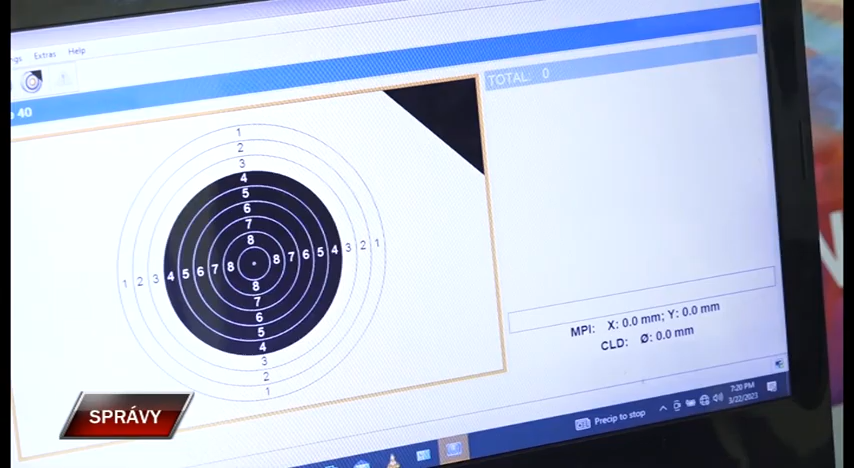 Extras Help
40
TOTAL: 0
1
2
3
4
5
6
7
8
1 2 3 4 5 6 7 8 8 7 6 5 4 3 2 1
8
7
6
5
4
3
2
1
MPI: X: 0.0 mm; Y: 0.0 mm
CLD: Ø: 0.0 mm
Precip to stop
7:20 PM
3/22/2023
SPRÁVY